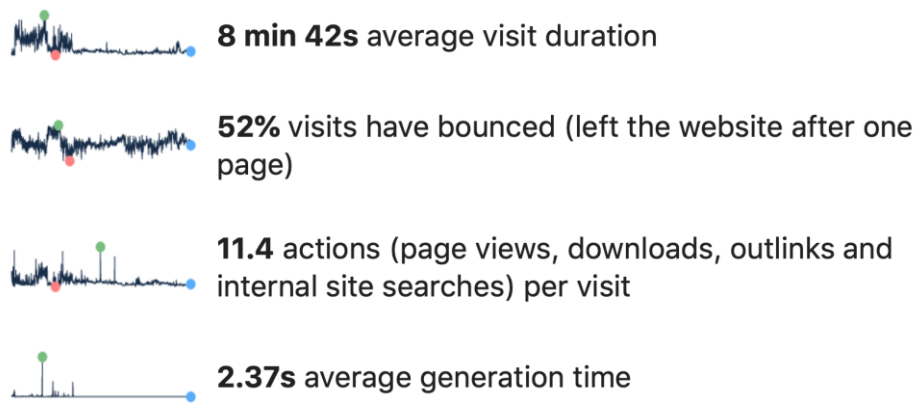 8 min 42s average visit duration
52% visits have bounced (left the website after one
page)
11.4 actions (page views, downloads, outlinks and
internal site searches) per visit
2.37s average generation time